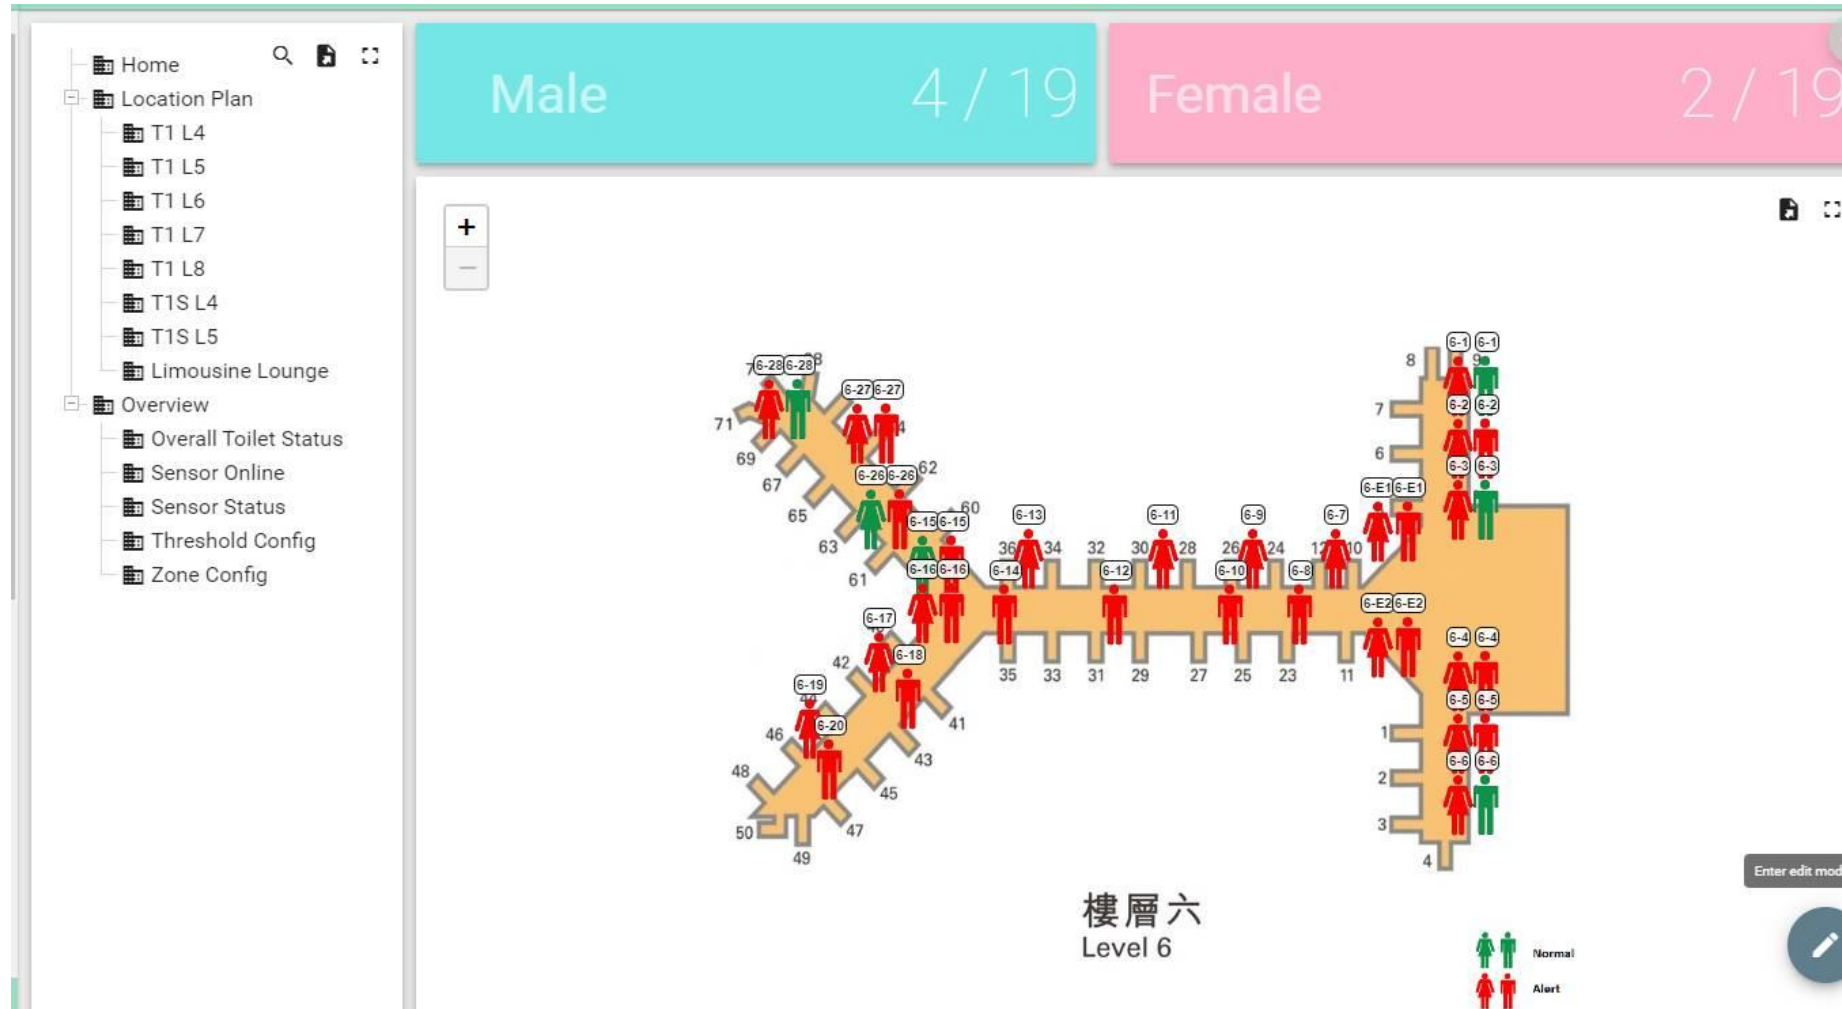 Home
Location Plan
T1 L4
T1 L5
T1 L6
T1 L7
T1 L8
T1S L4
T1S L5
Limousine Lounge
Overview
Overall Toilet Status
Sensor Online
Sensor Status
Threshold Config
Zone Config
Male 4 / 19
Female 2 / 19
+
−
6-1 6-1
8 9
6-28 6-28
6-27 6-27
6-2 6-2
7
71
6
69
6-3 6-3
62
6-26 6-26
67
6-E1 6-E1
60
65
6-15 6-15
6-13
6-11
6-9
6-7
63
36 34 32 30 28 26 24 12 10
61
6-16 6-16
6-14
6-12
6-10
6-8
6-E2 6-E2
6-17
6-4 6-4
6-18
42
35 33 31 29 27 25 23 11
6-19
6-5 6-5
41
6-20
46
1
43
6-6 6-6
48
2
45
50
47
3
49
4
樓層六
Level 6
Enter edit mod
Normal
Alert